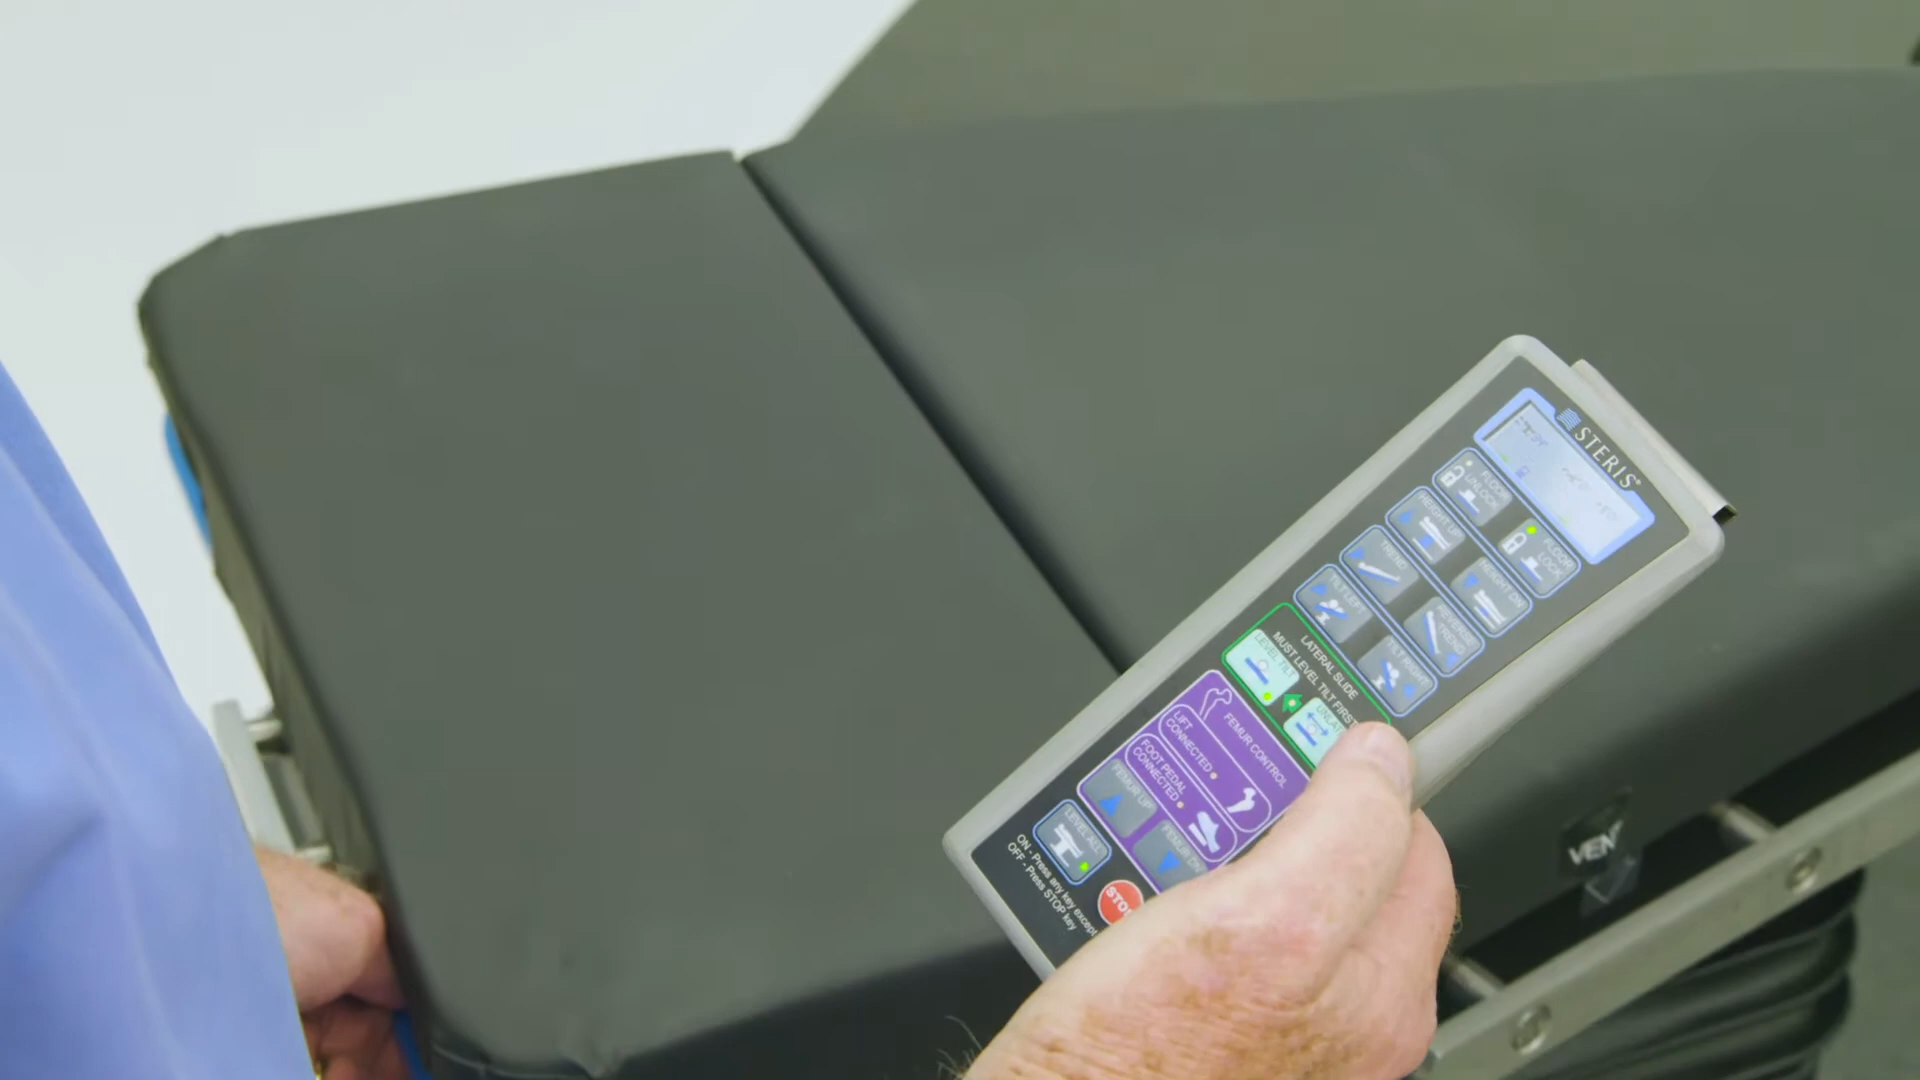 STERIS®
FLOOR
UNLOCK
FLOOR
LOCK
HEIGHT UP
HEIGHT DN
TREND
REVERSE
TREND
TILT LEFT
TILT RIGHT
LATERAL SLIDE
MUST LEVEL TILT FIRST
LEVEL TILT
FEMUR CONTROL
LIFT
CONNECTED
FOOT PEDAL
CONNECTED
FEMUR UP
FEMUR DN
LEVEL ALL
STOP
ON - Press any key except
OFF - Press STOP key